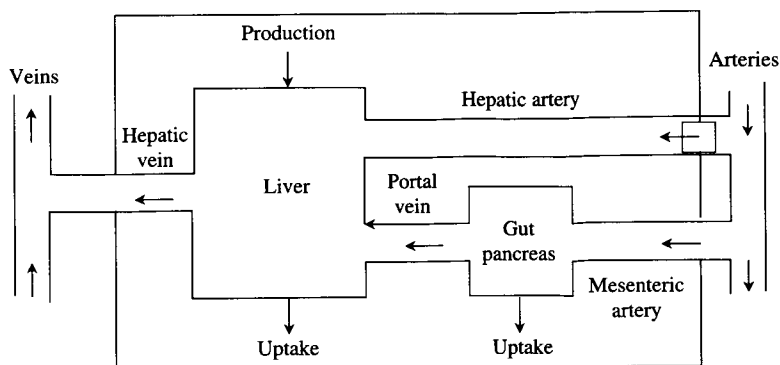 Production
Veins
Arteries
Hepatic artery
Hepatic
vein
Liver
Portal
vein
Gut
pancreas
Mesenteric
artery
Uptake
Uptake